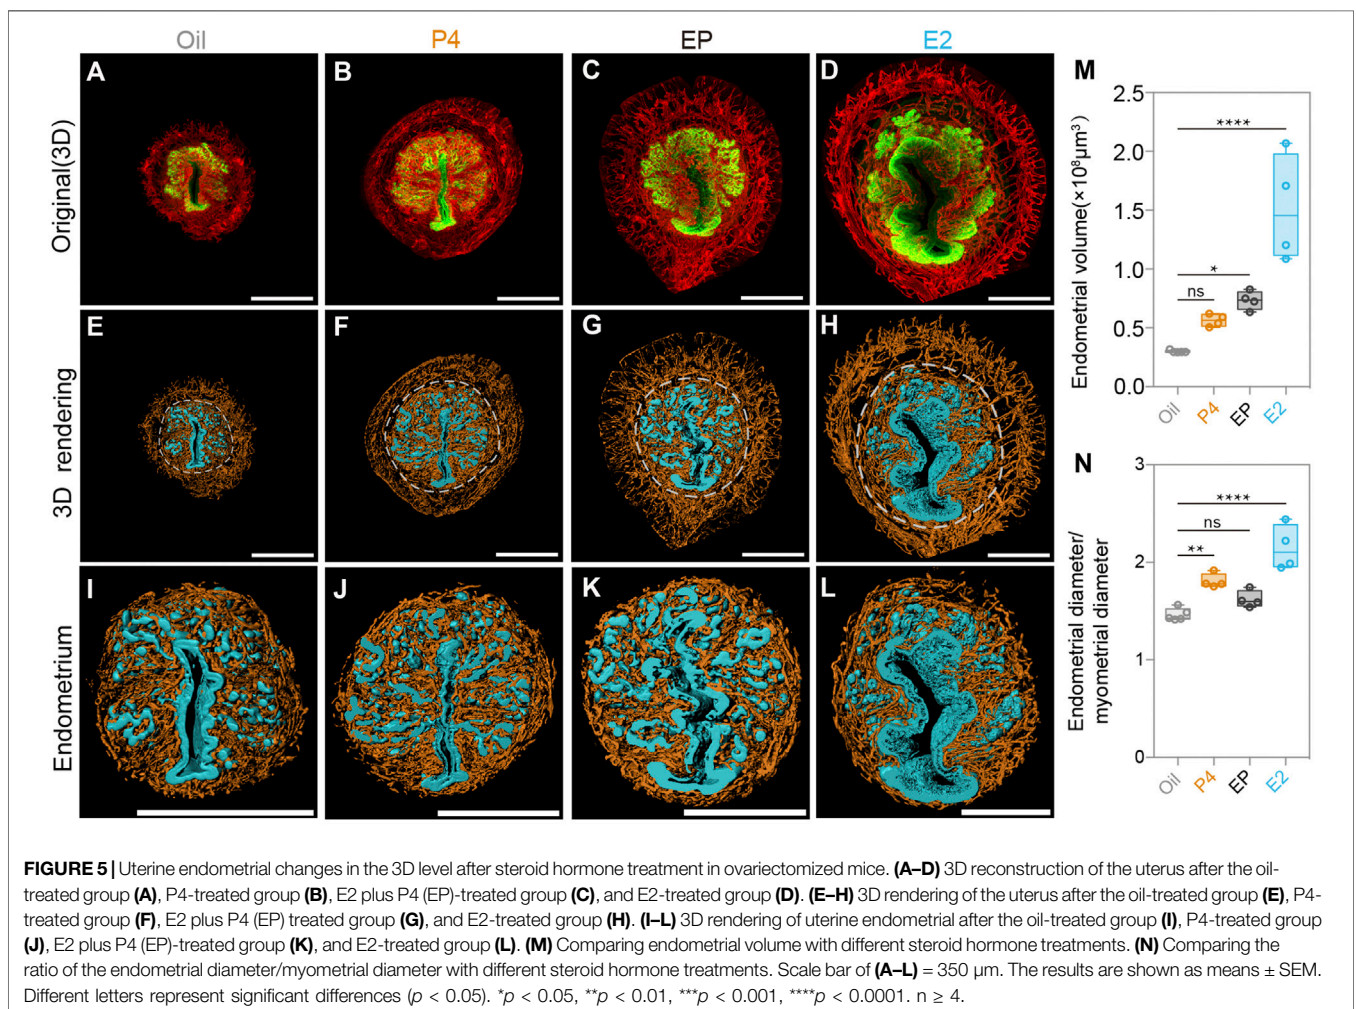 Oil P4 EP E2
Original(3D)
A B C D
3D rendering
E F G H
Endometrium
I J K L
M
Endometrial volume(×10⁸µm³)
2.5
2.0
1.5
1.0
0.5
0.0
****
*
ns
Oil P4 EP E2
N
Endometrial diameter/
myometrial diameter
3
2
1
0
****
ns
**
Oil P4 EP E2
FIGURE 5 | Uterine endometrial changes in the 3D level after steroid hormone treatment in ovariectomized mice. (A–D) 3D reconstruction of the uterus after the oil-
treated group (A), P4-treated group (B), E2 plus P4 (EP)-treated group (C), and E2-treated group (D). (E–H) 3D rendering of the uterus after the oil-treated group (E), P4-
treated group (F), E2 plus P4 (EP) treated group (G), and E2-treated group (H). (I–L) 3D rendering of uterine endometrial after the oil-treated group (I), P4-treated group
(J), E2 plus P4 (EP)-treated group (K), and E2-treated group (L). (M) Comparing endometrial volume with different steroid hormone treatments. (N) Comparing the
ratio of the endometrial diameter/myometrial diameter with different steroid hormone treatments. Scale bar of (A–L) = 350 µm. The results are shown as means ± SEM.
Different letters represent significant differences (p < 0.05). *p < 0.05, **p < 0.01, ***p < 0.001, ****p < 0.0001. n ≥ 4.